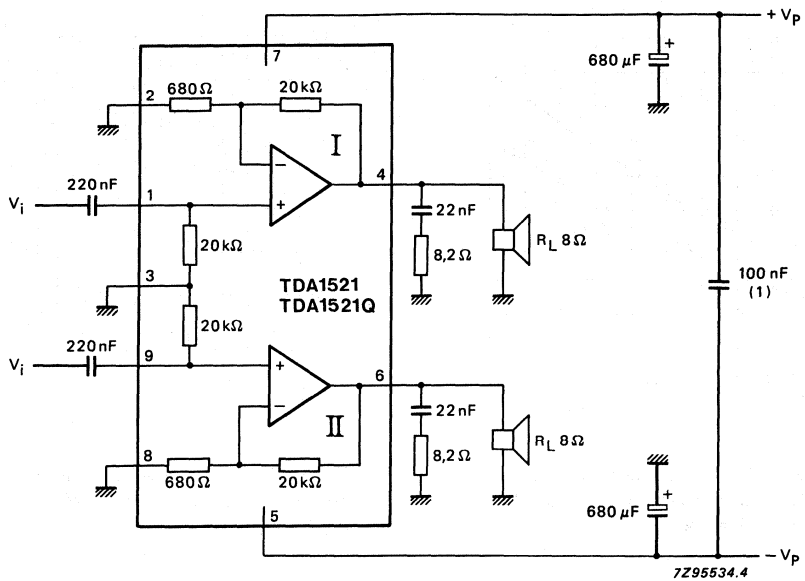 + Vp
7
680 µF
+
2
680Ω
20kΩ
I
−
+
4
220nF
1
Vi
22nF
8,2Ω
RL 8Ω
20kΩ
3
TDA1521
TDA1521Q
100 nF
(1)
20kΩ
220nF
9
Vi
+
−
6
II
22nF
8,2Ω
RL 8Ω
8
680Ω
20kΩ
5
+
680 µF
− Vp
7Z95534.4